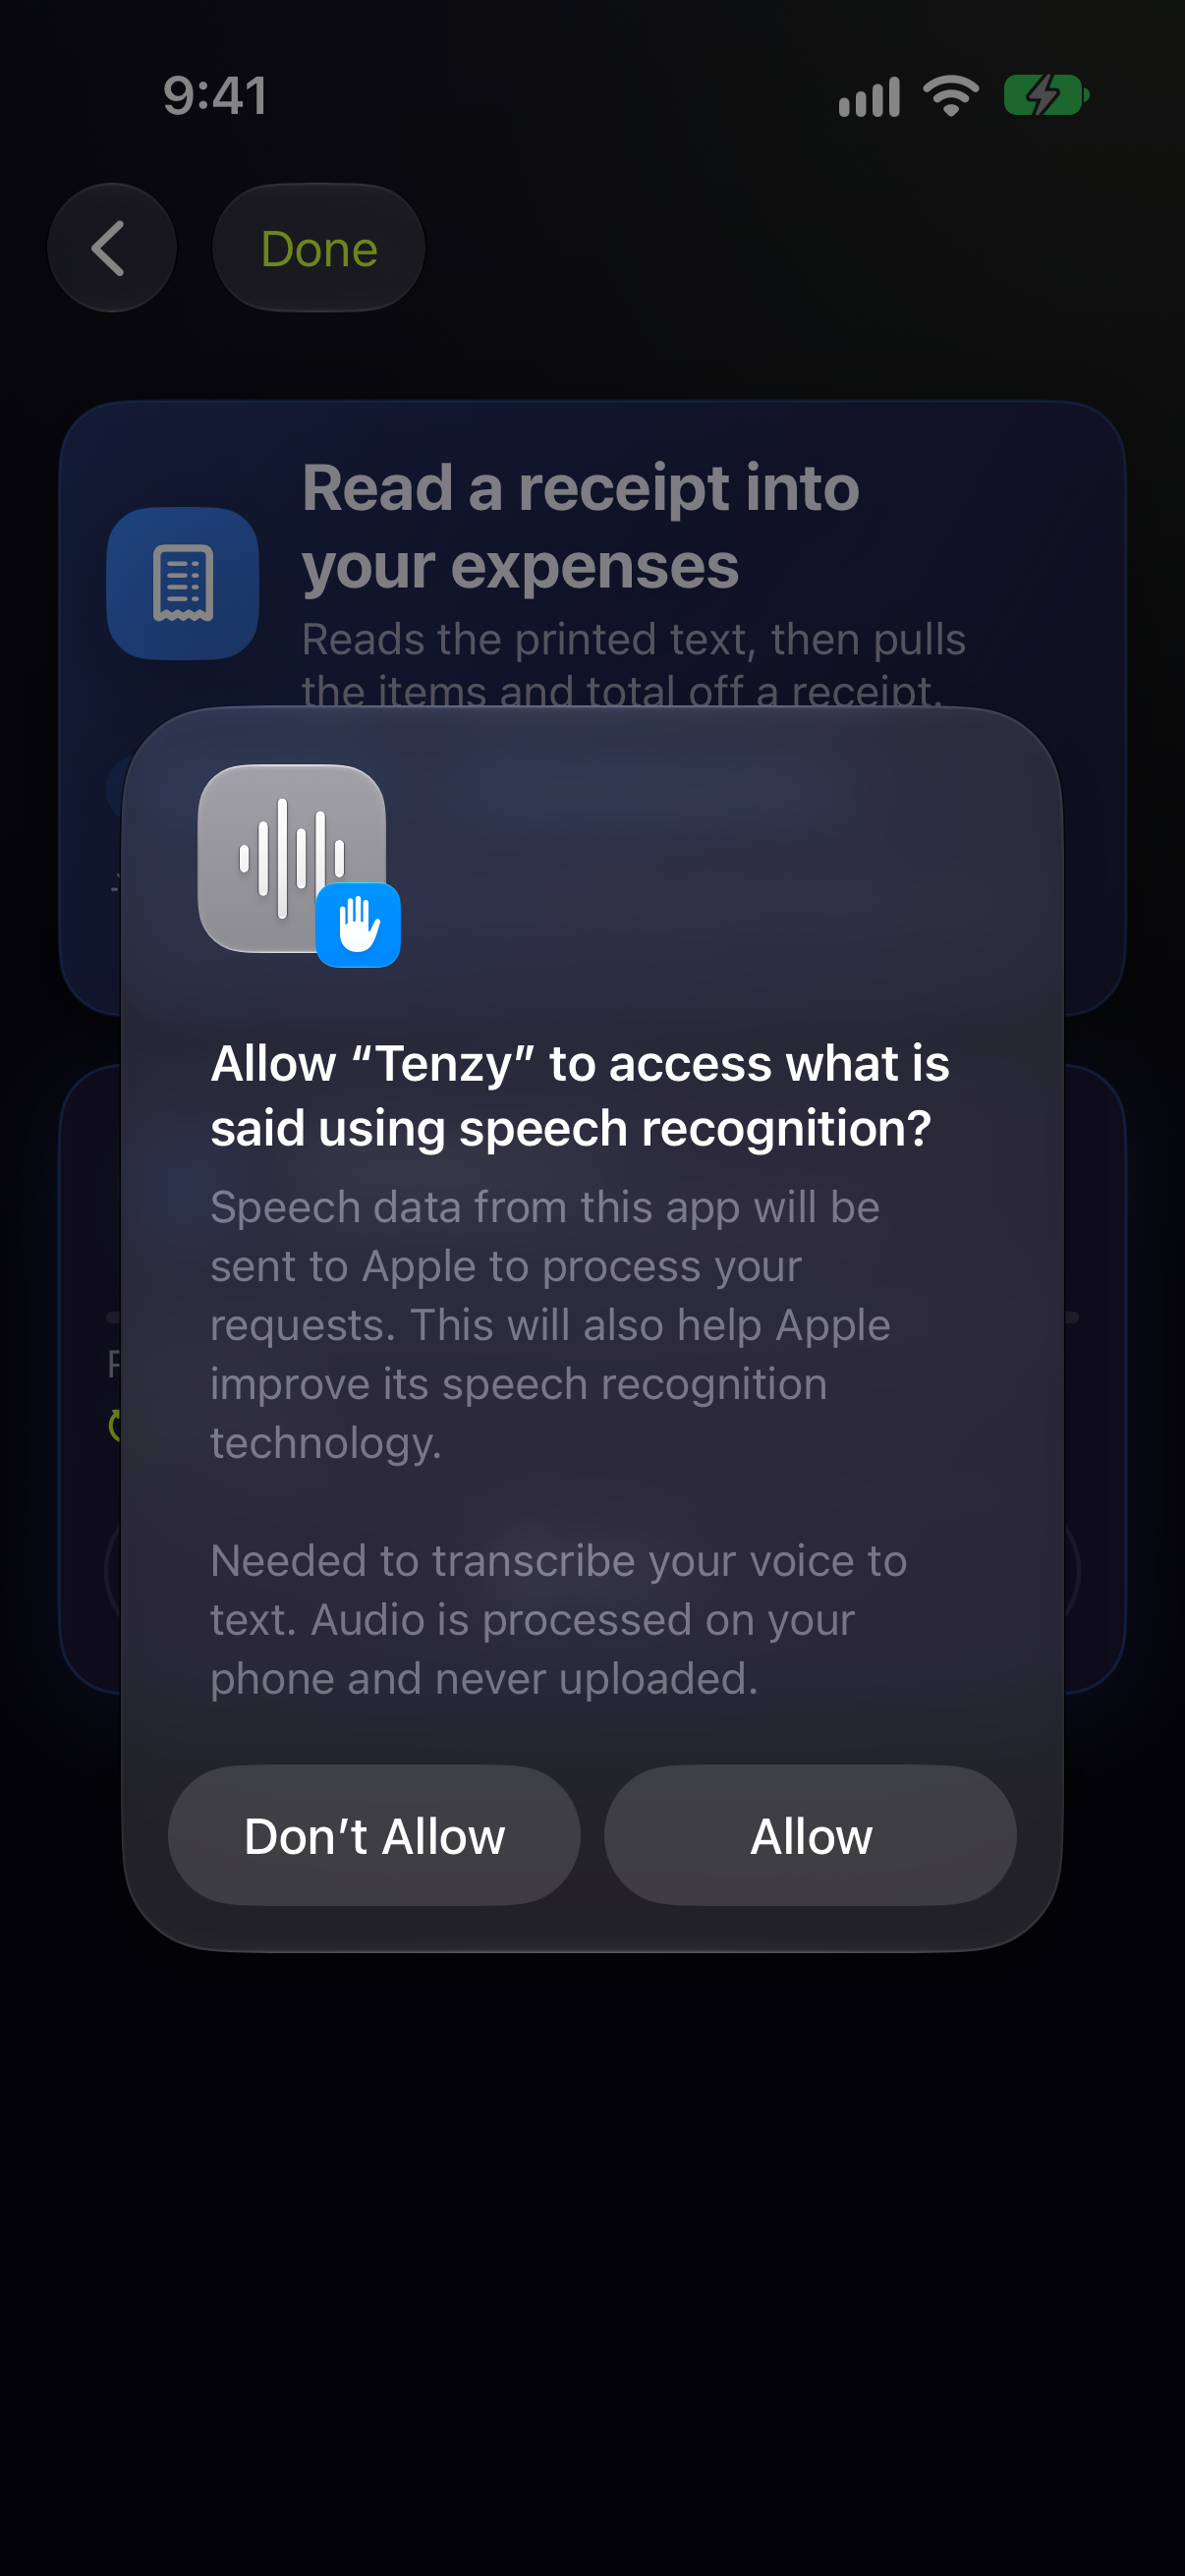 9:41
Done
Read a receipt into
your expenses
Reads the printed text, then pulls
the items and total off a receipt.
Allow “Tenzy” to access what is
said using speech recognition?
Speech data from this app will be
sent to Apple to process your
requests. This will also help Apple
improve its speech recognition
technology.
Needed to transcribe your voice to
text. Audio is processed on your
phone and never uploaded.
Don’t Allow
Allow